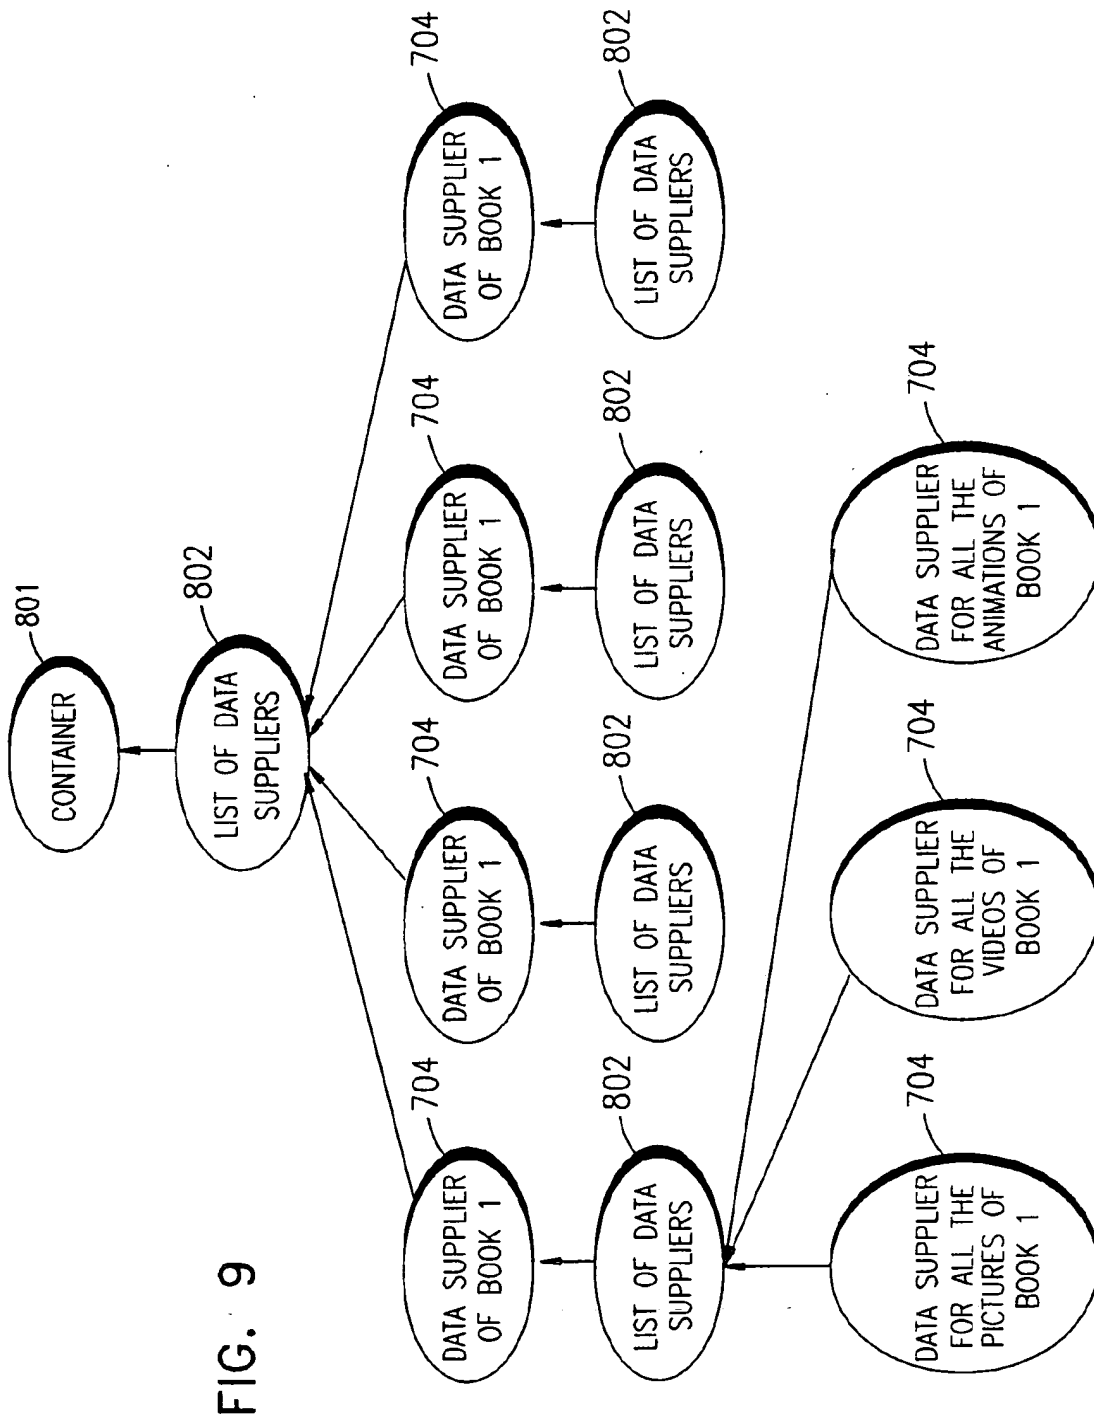 FIG. 9
CONTAINER
801
LIST OF DATA
SUPPLIERS
802
DATA SUPPLIER
OF BOOK 1
704
DATA SUPPLIER
OF BOOK 1
704
DATA SUPPLIER
OF BOOK 1
704
DATA SUPPLIER
OF BOOK 1
704
LIST OF DATA
SUPPLIERS
802
LIST OF DATA
SUPPLIERS
802
LIST OF DATA
SUPPLIERS
802
LIST OF DATA
SUPPLIERS
802
DATA SUPPLIER
FOR ALL THE
PICTURES OF
BOOK 1
704
DATA SUPPLIER
FOR ALL THE
VIDEOS OF
BOOK 1
704
DATA SUPPLIER
FOR ALL THE
ANIMATIONS OF
BOOK 1
704